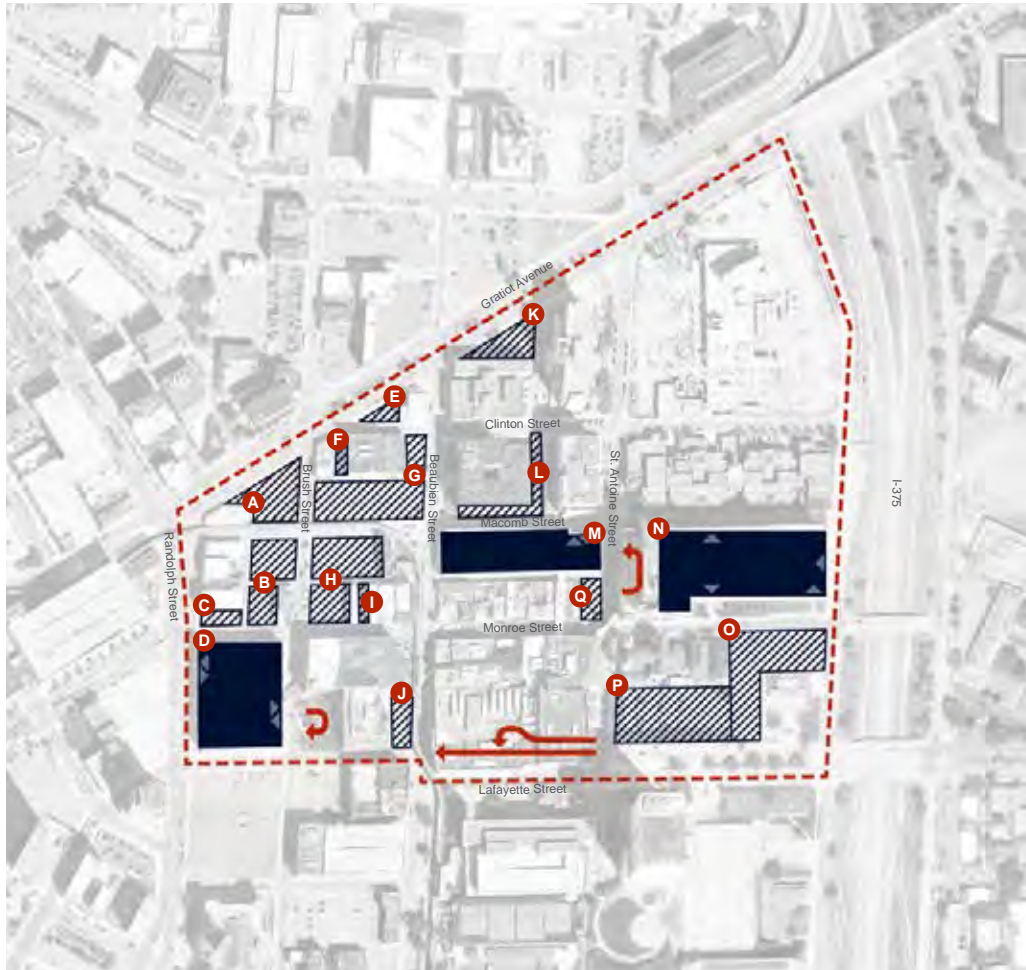 Gratiot Avenue
K
E
Clinton Street
F
Brush Street
G
Beaubien Street
L
St. Antoine Street
I-375
A
Macomb Street
M
N
Randolph Street
B
H
I
Q
C
Monroe Street
D
O
P
J
Lafayette Street